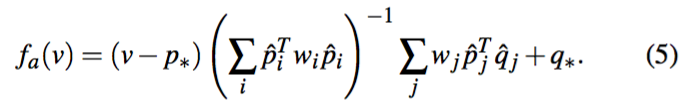 f_a(v) = (v − p_*) ( ∑_i p̂_i^T w_i p̂_i )^{−1} ∑_j w_j p̂_j^T q̂_j + q_*. (5)